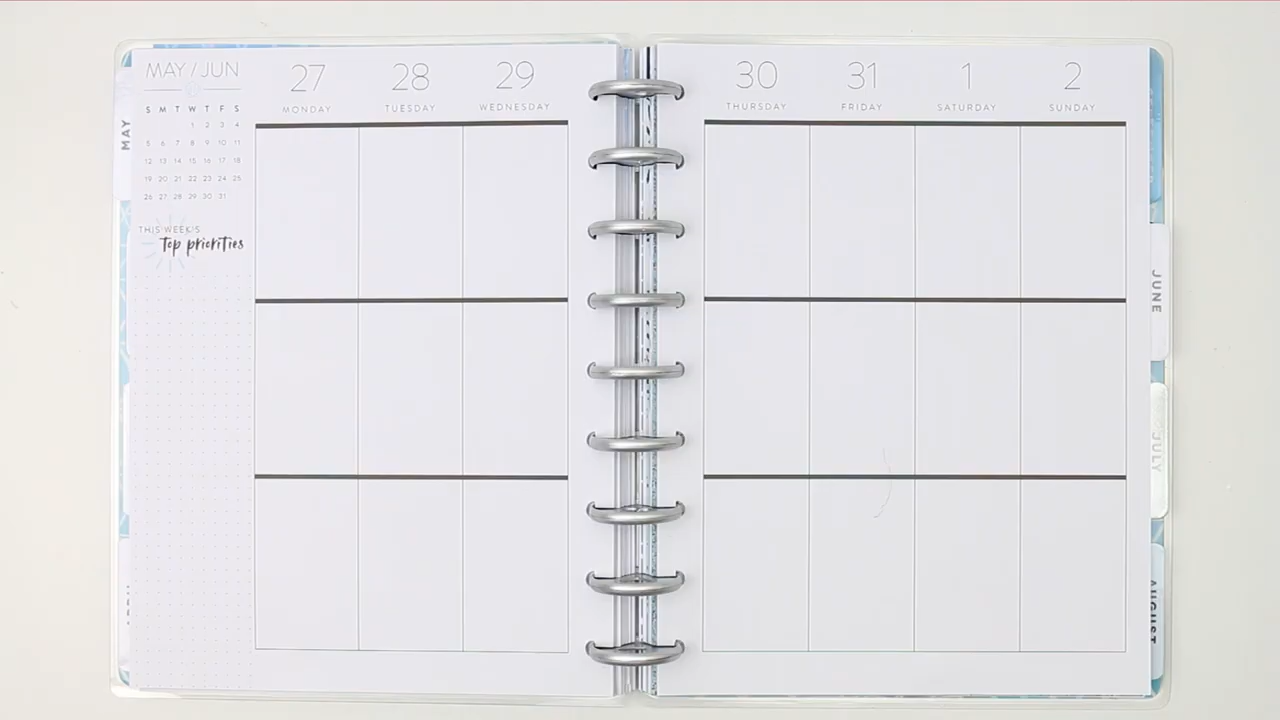 MAY / JUN
S M T W T F S
1 2 3 4
5 6 7 8 9 10 11
12 13 14 15 16 17 18
19 20 21 22 23 24 25
26 27 28 29 30 31
THIS WEEK'S
top priorities
27
MONDAY
28
TUESDAY
29
WEDNESDAY
30
THURSDAY
31
FRIDAY
1
SATURDAY
2
SUNDAY
MAY
JUNE
JULY
AUGUST